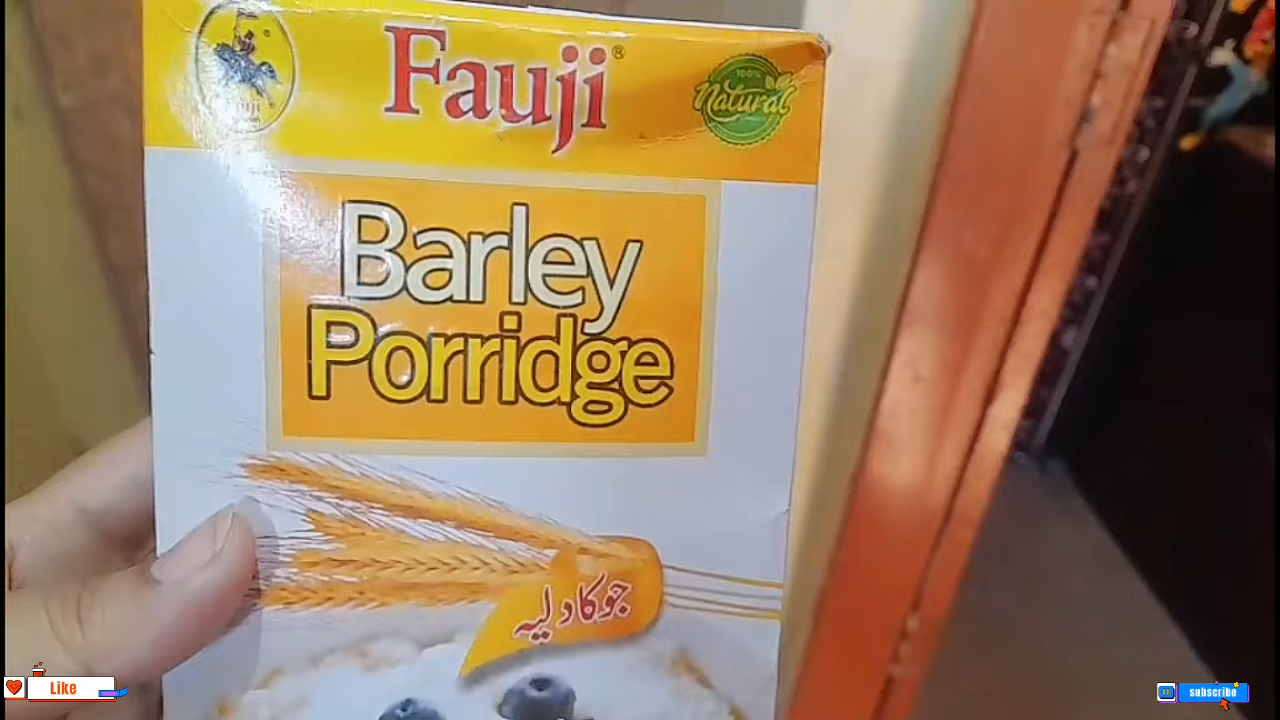 Fauji®
100%
Natural
Barley
Porridge
جو کا دلیہ
Like
subscribe